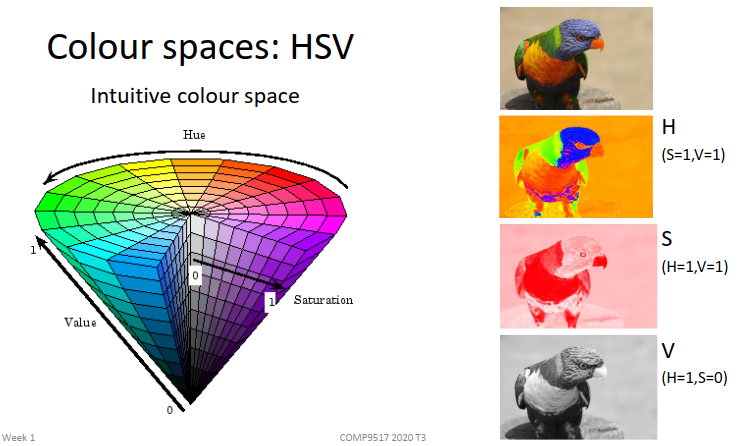 Colour spaces: HSV
Intuitive colour space
Hue
1
Value
0
0
1
Saturation
H
(S=1,V=1)
S
(H=1,V=1)
V
(H=1,S=0)
Week 1
COMP9517 2020 T3